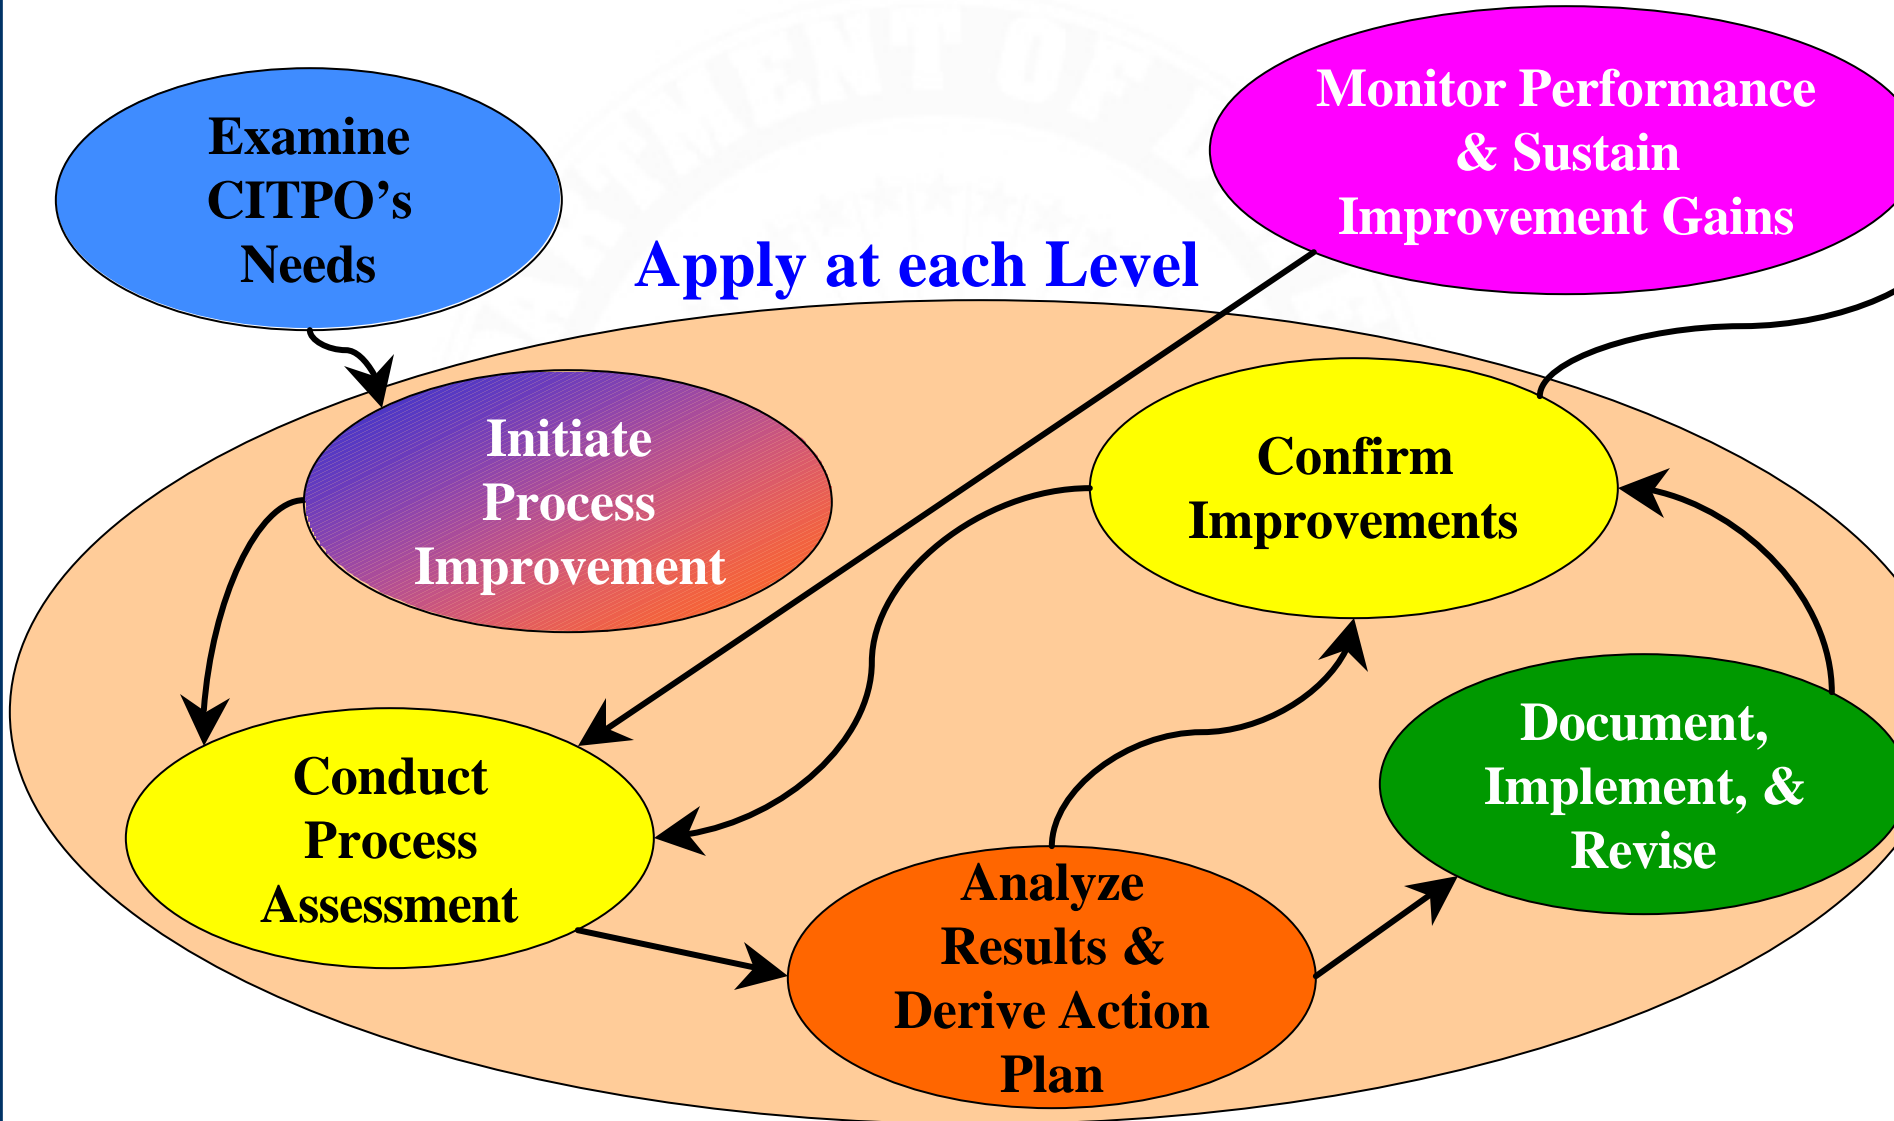 Examine
CITPO’s
Needs
Monitor Performance
& Sustain
Improvement Gains
Apply at each Level
Initiate
Process
Improvement
Confirm
Improvements
Conduct
Process
Assessment
Document,
Implement, &
Revise
Analyze
Results &
Derive Action
Plan